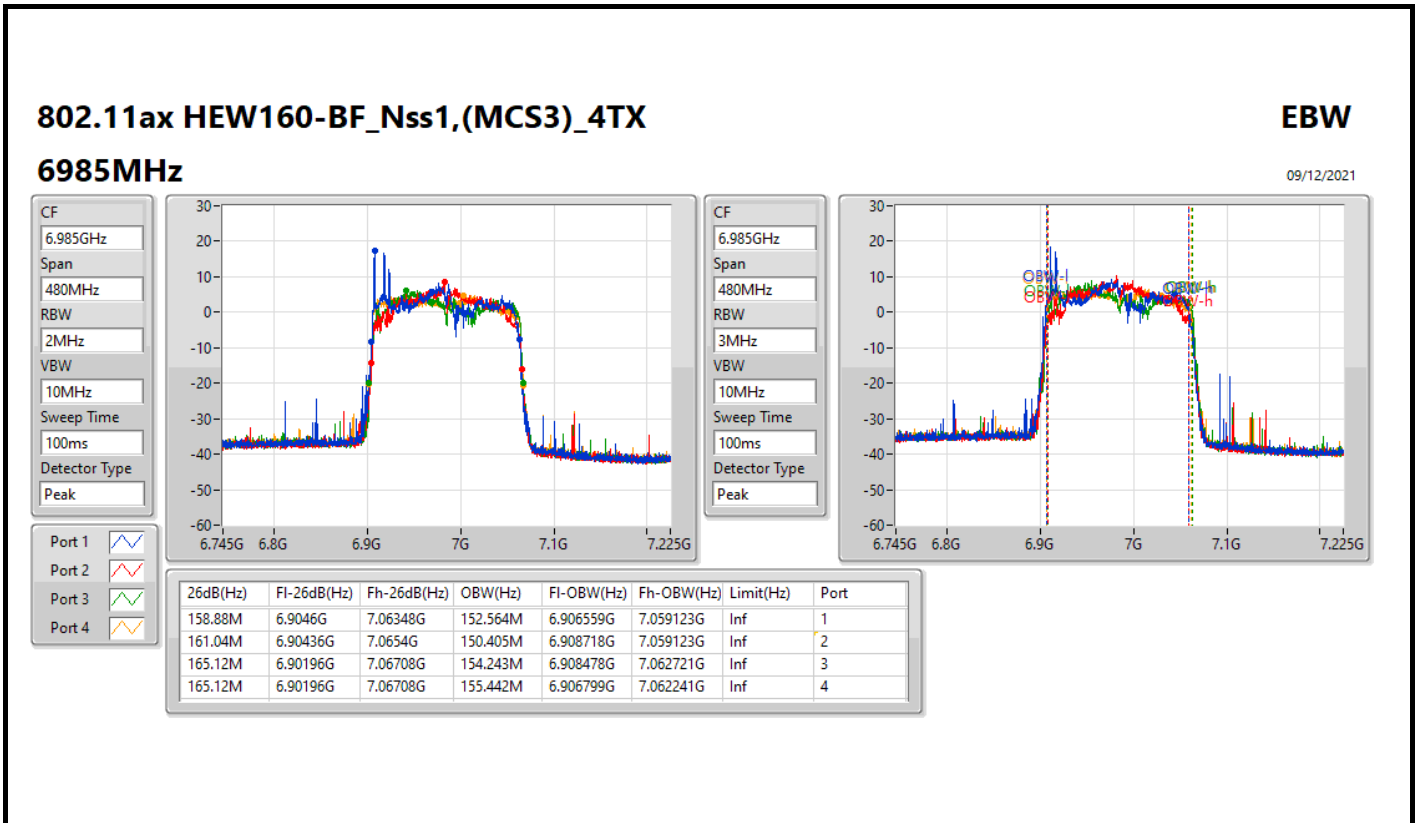 802.11ax HEW160-BF_Nss1,(MCS3)_4TX
EBW
6985MHz
09/12/2021
CF
6.985GHz
Span
480MHz
RBW
2MHz
VBW
10MHz
Sweep Time
100ms
Detector Type
Peak
30
20
10
0
-10
-20
-30
-40
-50
-60
6.745G 6.8G 6.9G 7G 7.1G 7.225G
CF
6.985GHz
Span
480MHz
RBW
3MHz
VBW
10MHz
Sweep Time
100ms
Detector Type
Peak
30
20
10
0
-10
-20
-30
-40
-50
-60
OBW-l
OBW-h
6.745G 6.8G 6.9G 7G 7.1G 7.225G
Port 1
Port 2
Port 3
Port 4
26dB(Hz) Fl-26dB(Hz) Fh-26dB(Hz) OBW(Hz) Fl-OBW(Hz) Fh-OBW(Hz) Limit(Hz) Port
158.88M 6.9046G 7.06348G 152.564M 6.906559G 7.059123G Inf 1
161.04M 6.90436G 7.0654G 150.405M 6.908718G 7.059123G Inf 2
165.12M 6.90196G 7.06708G 154.243M 6.908478G 7.062721G Inf 3
165.12M 6.90196G 7.06708G 155.442M 6.906799G 7.062241G Inf 4